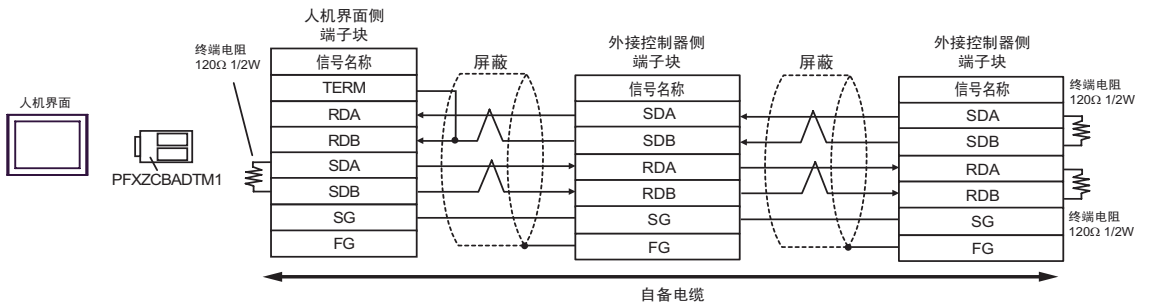 人机界面
PFXZCBADTM1
终端电阻
120Ω 1/2W
人机界面侧
端子块
信号名称
TERM
RDA
RDB
SDA
SDB
SG
FG
屏蔽
外接控制器侧
端子块
信号名称
SDA
SDB
RDA
RDB
SG
FG
屏蔽
外接控制器侧
端子块
信号名称
SDA
SDB
RDA
RDB
SG
FG
终端电阻
120Ω 1/2W
终端电阻
120Ω 1/2W
自备电缆